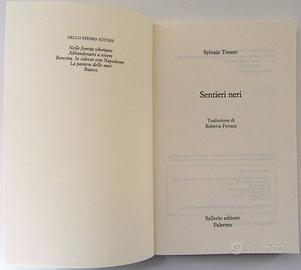 DELLO STESSO AUTORE
Nelle foreste siberiane
Abbandonarsi a vivere
Beresina. In sidecar con Napoleone
La pantera delle nevi
Bianco
Sylvain Tesson
Sentieri neri
Traduzione di
Roberta Ferrara
Sellerio editore
Palermo
subito